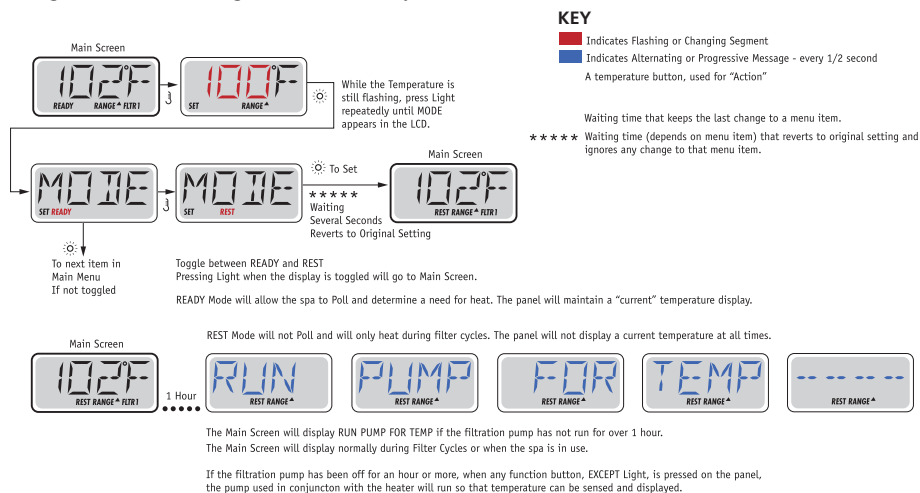 KEY
Indicates Flashing or Changing Segment
Indicates Alternating or Progressive Message - every 1/2 second
A temperature button, used for “Action”
Waiting time that keeps the last change to a menu item.
***** Waiting time (depends on menu item) that reverts to original setting and
ignores any change to that menu item.
Main Screen
102°F
READY RANGE FLTR1
100°F
SET RANGE
While the Temperature is
still flashing, press Light
repeatedly until MODE
appears in the LCD.
MODE
SET READY
MODE
SET REST
To Set
*****
Waiting
Several Seconds
Reverts to Original Setting
Main Screen
102°F
REST RANGE FLTR1
To next item in
Main Menu
If not toggled
Toggle between READY and REST
Pressing Light when the display is toggled will go to Main Screen.
READY Mode will allow the spa to Poll and determine a need for heat. The panel will maintain a “current” temperature display.
REST Mode will not Poll and will only heat during filter cycles. The panel will not display a current temperature at all times.
Main Screen
102°F
REST RANGE FLTR1
1 Hour
RUN
REST RANGE
PUMP
REST RANGE
FOR
REST RANGE
TEMP
REST RANGE
-- -- -- --
REST RANGE
The Main Screen will display RUN PUMP FOR TEMP if the filtration pump has not run for over 1 hour.
The Main Screen will display normally during Filter Cycles or when the spa is in use.
If the filtration pump has been off for an hour or more, when any function button, EXCEPT Light, is pressed on the panel,
the pump used in conjuncton with the heater will run so that temperature can be sensed and displayed.